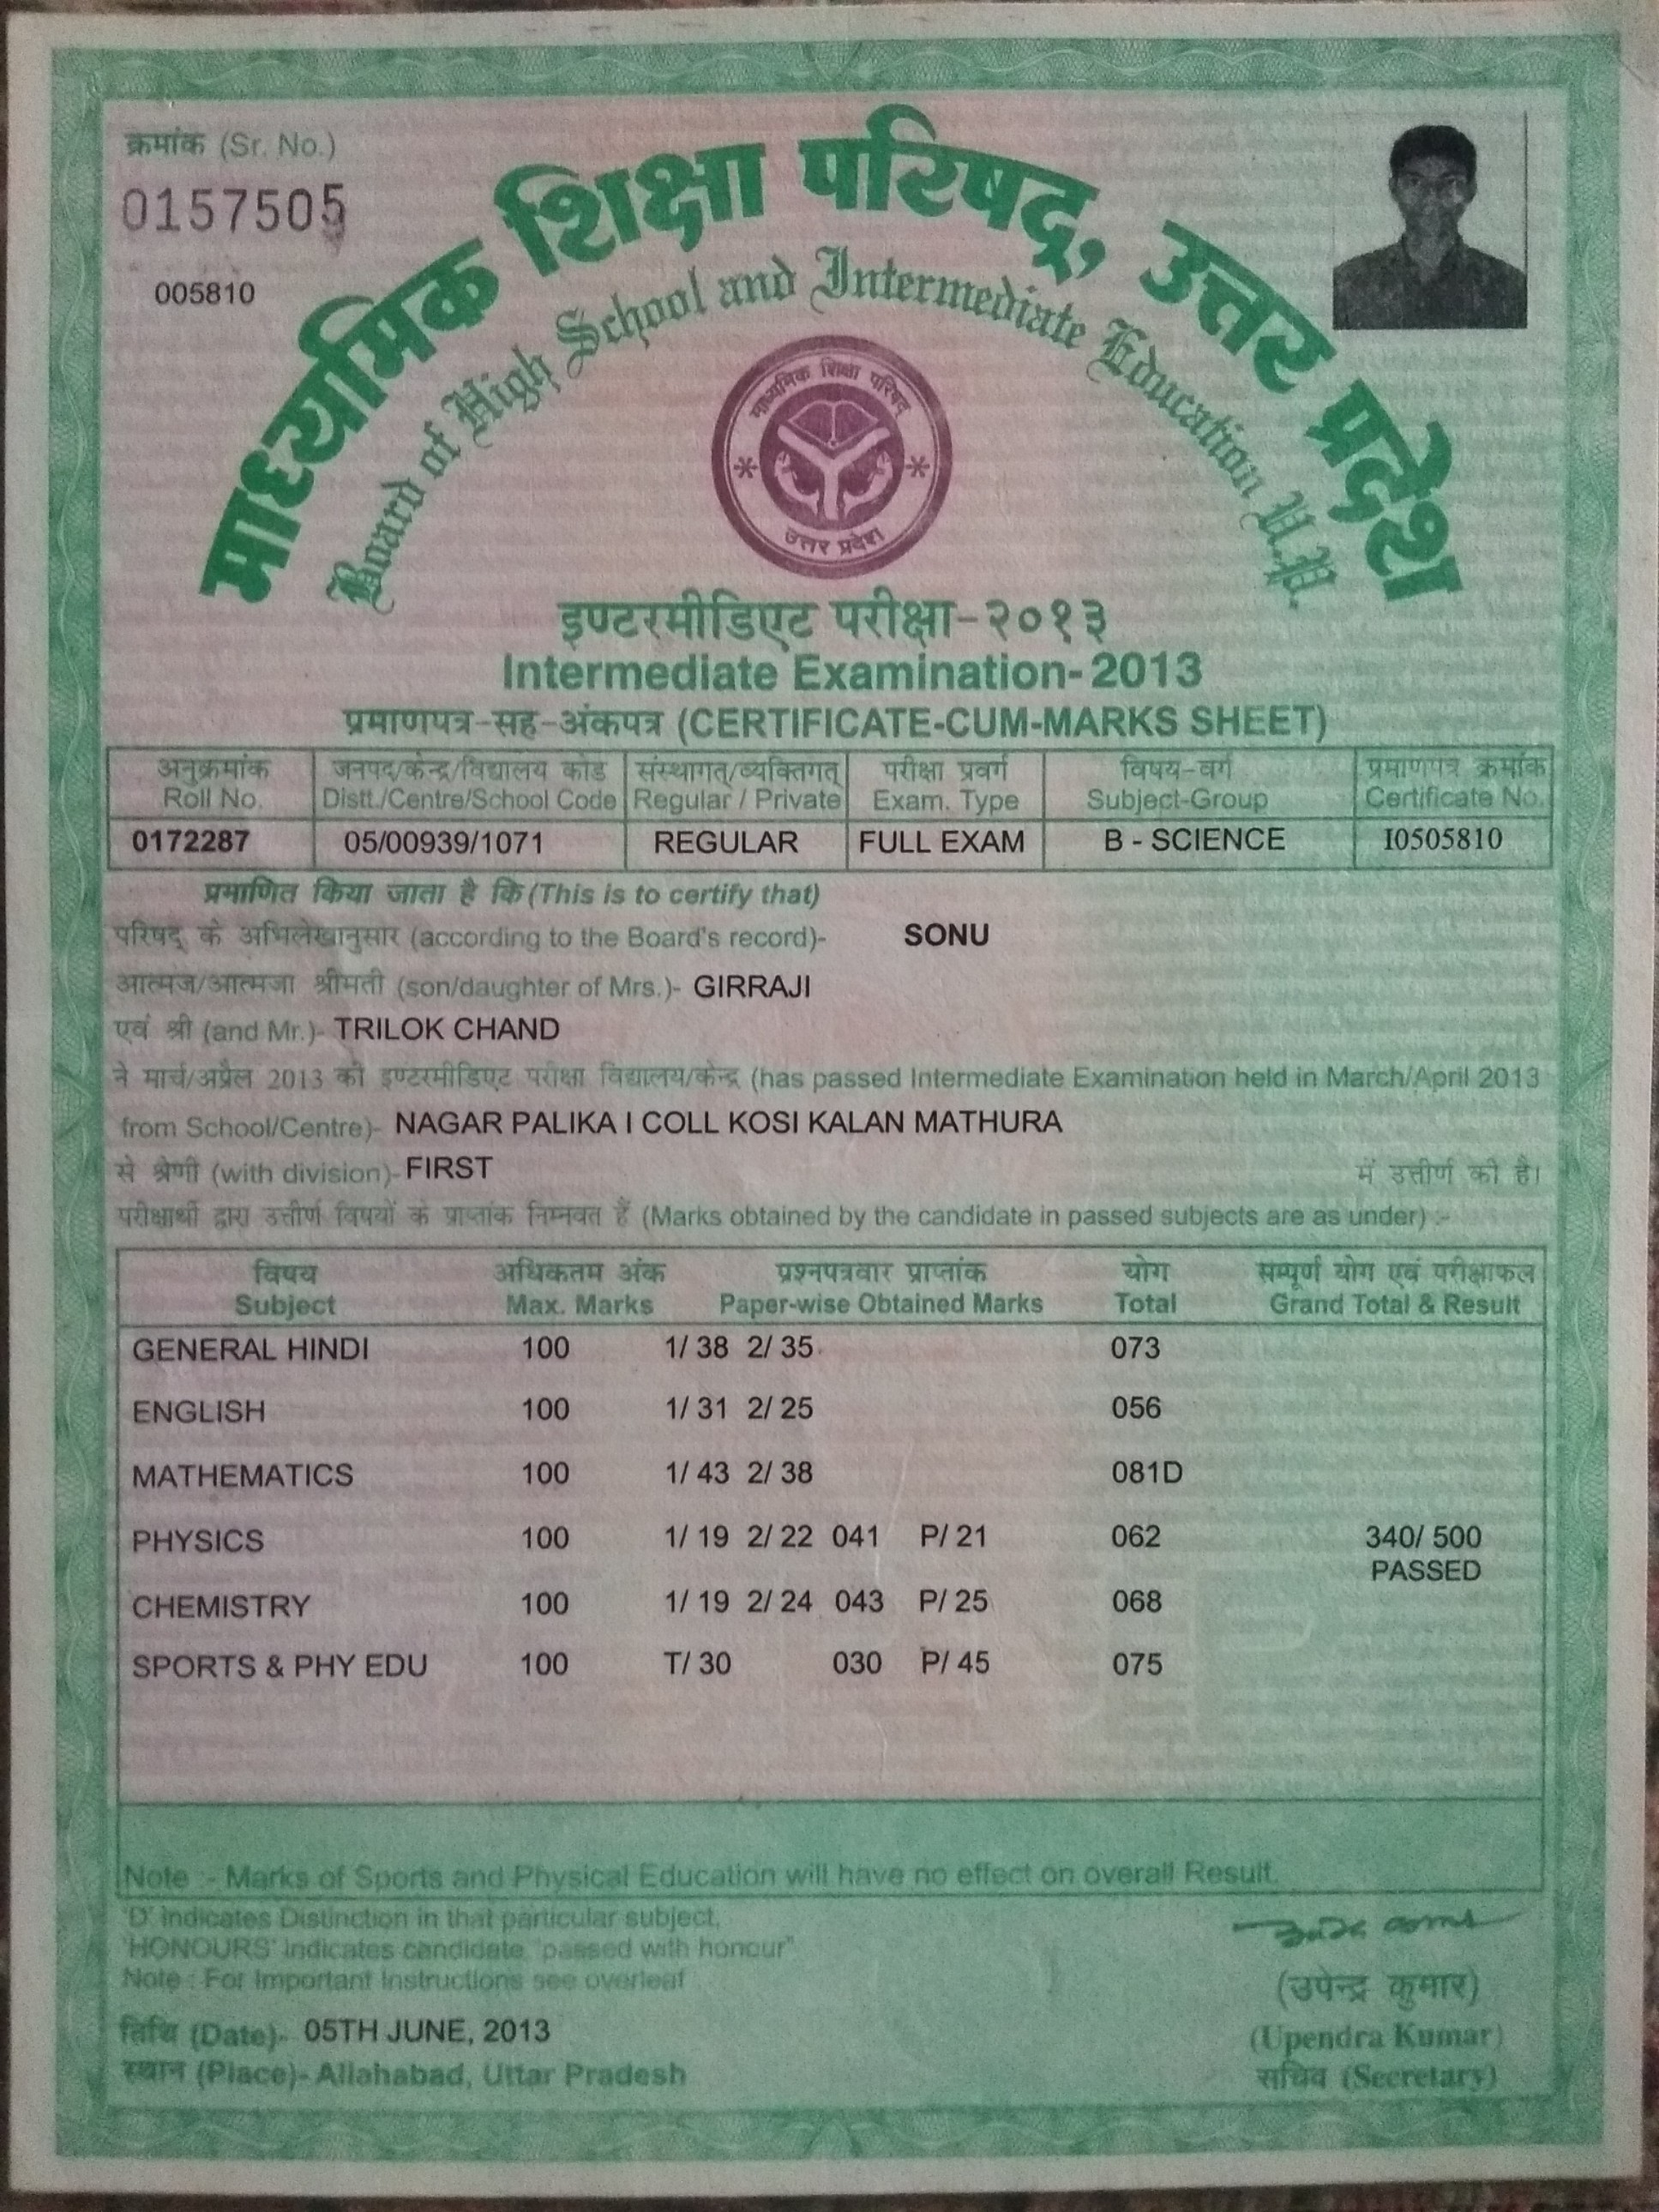 क्रमांक (Sr. No.)
0157505
005810
माध्यमिक शिक्षा परिषद्, उत्तर प्रदेश
Board of High School and Intermediate Education U.P.
माध्यमिक शिक्षा परिषद्
उत्तर प्रदेश
इण्टरमीडिएट परीक्षा-२०१३
Intermediate Examination-2013
प्रमाणपत्र-सह-अंकपत्र (CERTIFICATE-CUM-MARKS SHEET)
अनुक्रमांक जनपद/केन्द्र/विद्यालय कोड संस्थागत्/व्यक्तिगत् परीक्षा प्रवर्ग विषय-वर्ग प्रमाणपत्र क्रमांक
Roll No. Distt./Centre/School Code Regular / Private Exam. Type Subject-Group Certificate No.
0172287 05/00939/1071 REGULAR FULL EXAM B - SCIENCE I0505810
प्रमाणित किया जाता है कि (This is to certify that)
परिषद् के अभिलेखानुसार (according to the Board's record)- SONU
आत्मज/आत्मजा श्रीमती (son/daughter of Mrs.)- GIRRAJI
एवं श्री (and Mr.)- TRILOK CHAND
ने मार्च/अप्रैल 2013 की इण्टरमीडिएट परीक्षा विद्यालय/केन्द्र (has passed Intermediate Examination held in March/April 2013
from School/Centre)- NAGAR PALIKA I COLL KOSI KALAN MATHURA
से श्रेणी (with division)- FIRST में उत्तीर्ण की है।
परीक्षार्थी द्वारा उत्तीर्ण विषयों के प्राप्तांक निम्नवत हैं (Marks obtained by the candidate in passed subjects are as under) :-
विषय अधिकतम अंक प्रश्नपत्रवार प्राप्तांक योग सम्पूर्ण योग एवं परीक्षाफल
Subject Max. Marks Paper-wise Obtained Marks Total Grand Total & Result
GENERAL HINDI 100 1/ 38 2/ 35 073
ENGLISH 100 1/ 31 2/ 25 056
MATHEMATICS 100 1/ 43 2/ 38 081D
PHYSICS 100 1/ 19 2/ 22 041 P/ 21 062 340/ 500
PASSED
CHEMISTRY 100 1/ 19 2/ 24 043 P/ 25 068
SPORTS & PHY EDU 100 T/ 30 030 P/ 45 075
Note :- Marks of Sports and Physical Education will have no effect on overall Result.
'D' Indicates Distinction in that particular subject.
'HONOURS' Indicates candidate "passed with honour"
Note : For Important Instructions see overleaf
(उपेन्द्र कुमार)
तिथि (Date)- 05TH JUNE, 2013
(Upendra Kumar)
स्थान (Place)- Allahabad, Uttar Pradesh
सचिव (Secretary)